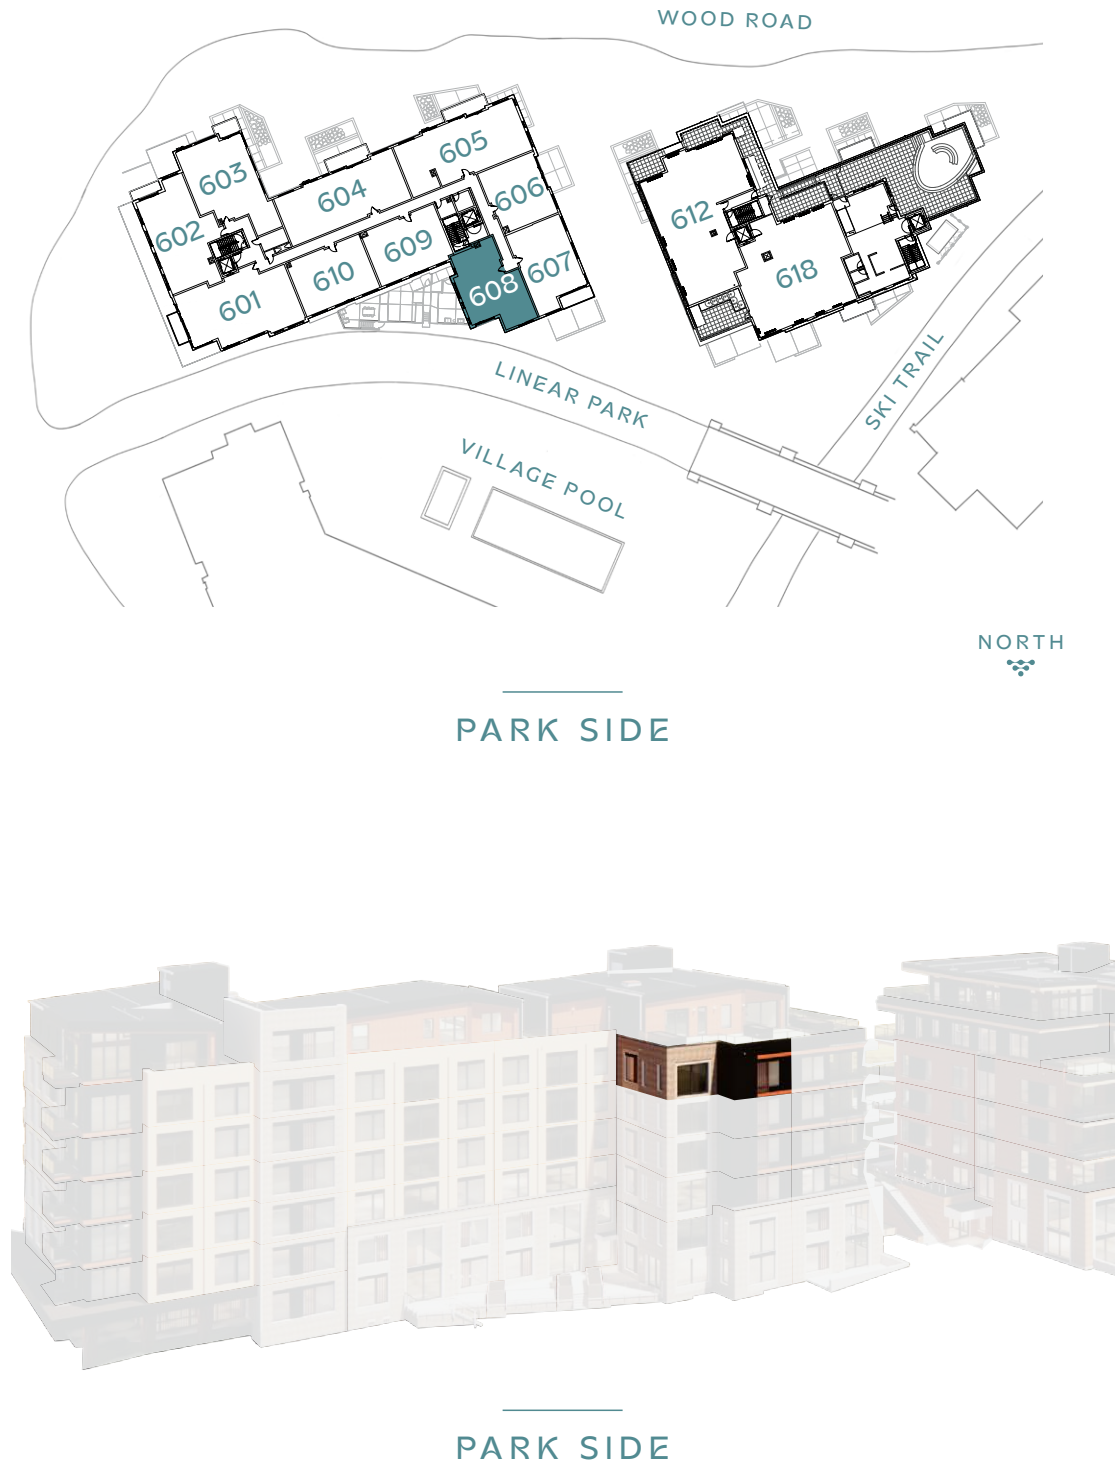 WOOD ROAD
605
603
606
604
602
609
607
610
608
601
612
618
LINEAR PARK
SKI TRAIL
VILLAGE POOL
NORTH
PARK SIDE
PARK SIDE